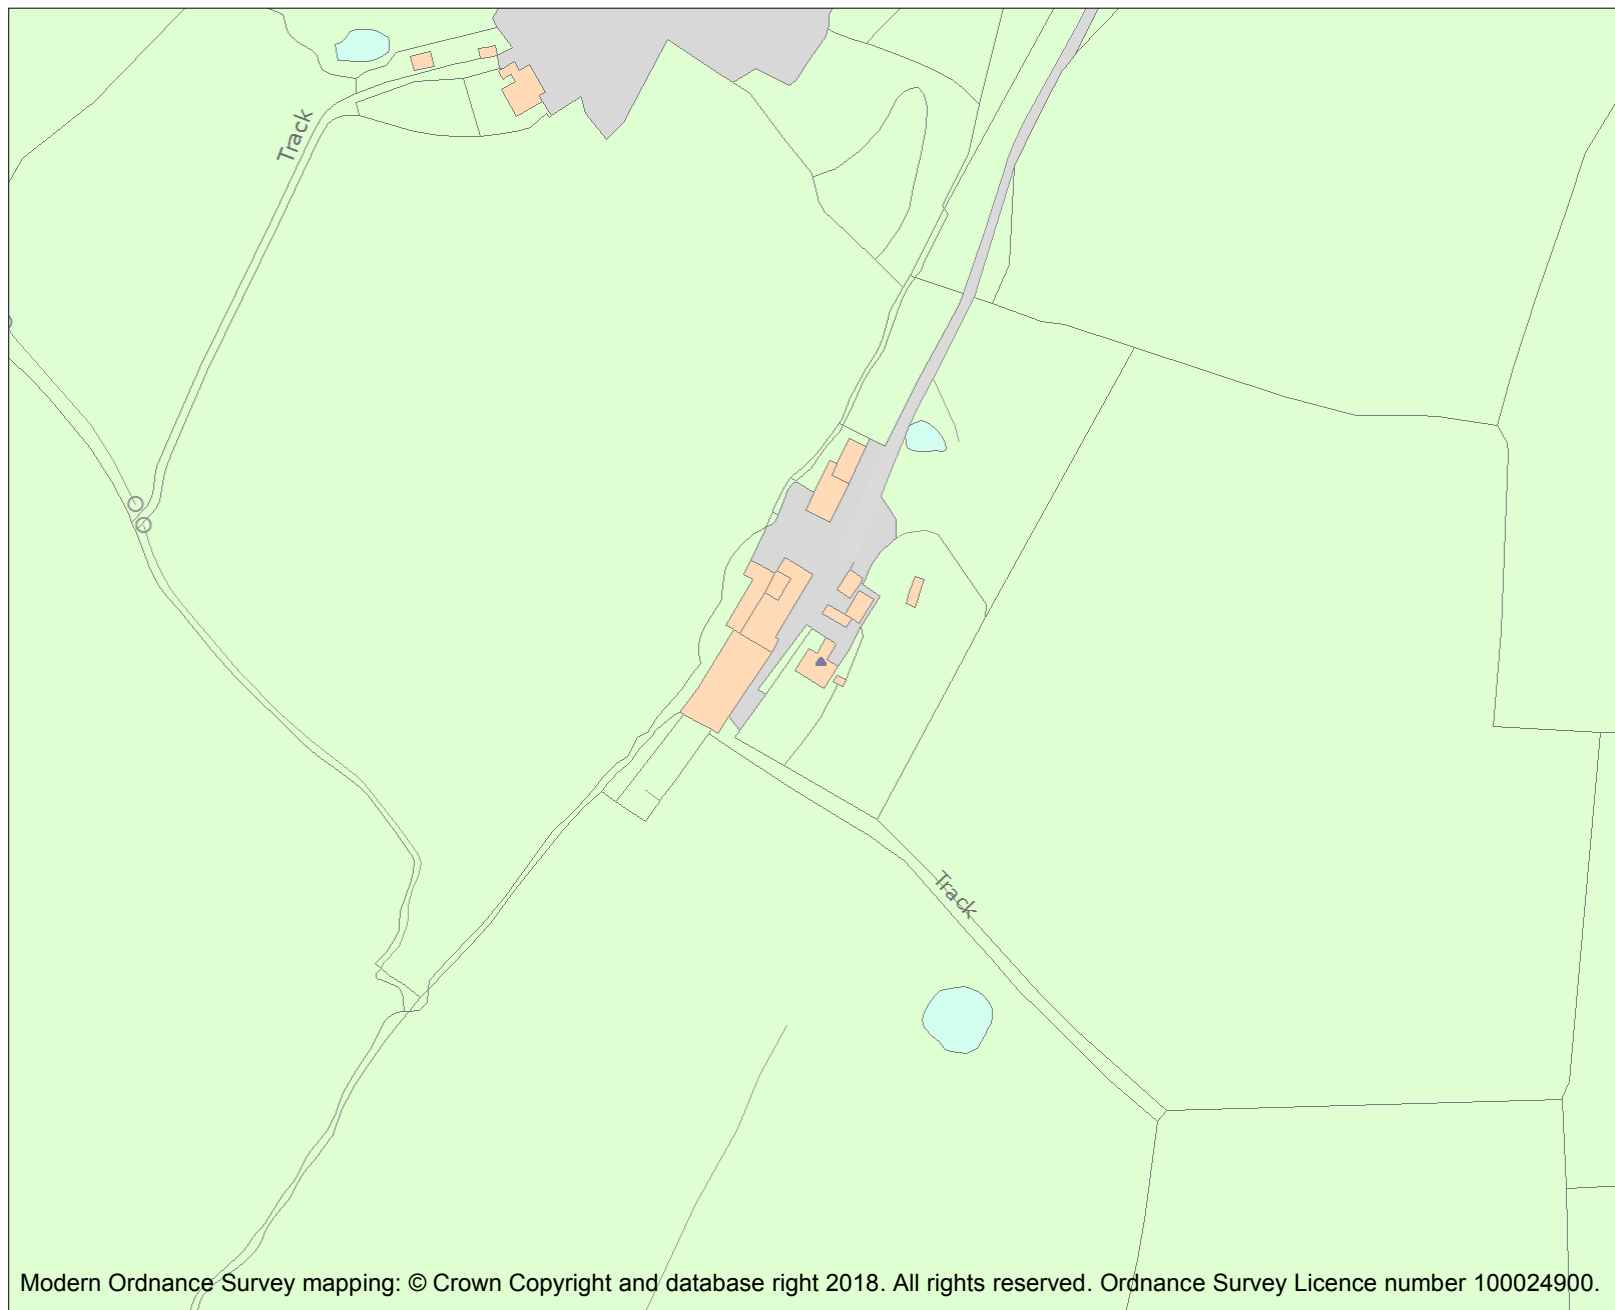 Track
Track
Modern Ordnance Survey mapping: © Crown Copyright and database right 2018. All rights reserved. Ordnance Survey Licence number 100024900.